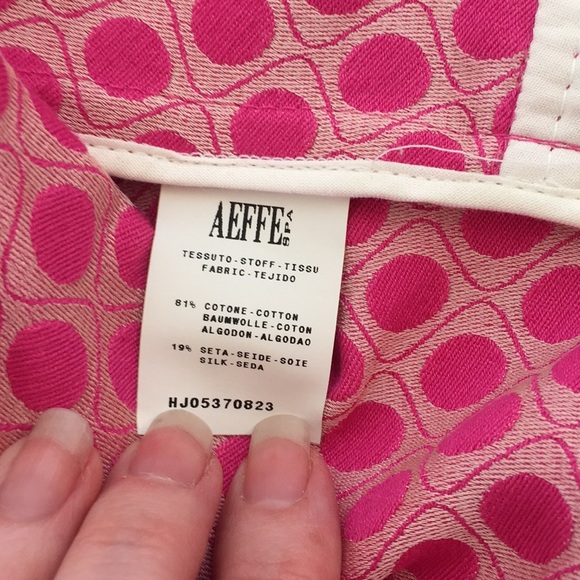 AEFFE SPA
TESSUTO-STOFF-TISSU
FABRIC-TEJIDO
81% COTONE-COTTON
BAUMWOLLE-COTON
ALGODON-ALGODAO
19% SETA-SEIDE-SOIE
SILK-SEDA
HJ05370823